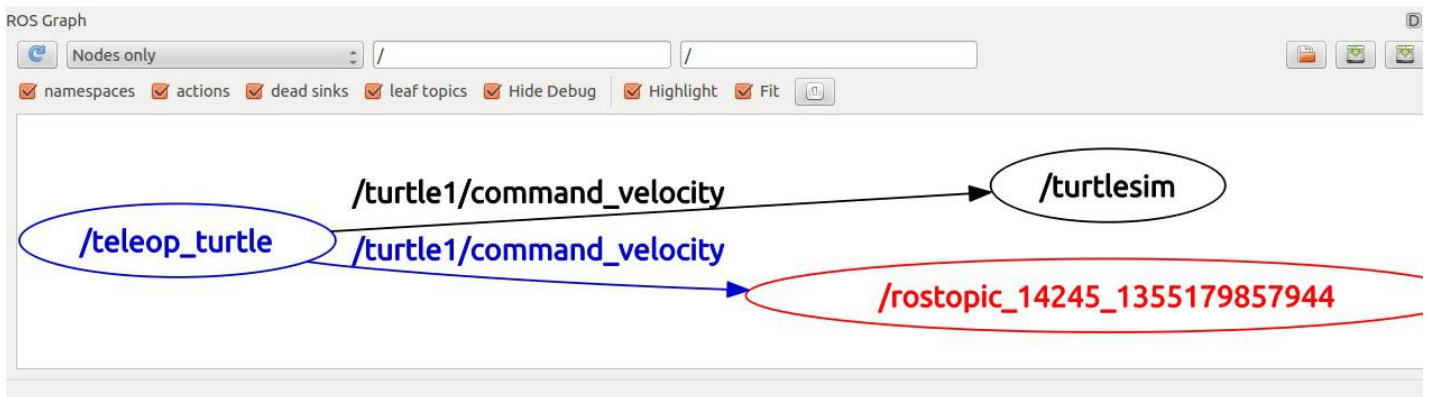 ROS Graph D
Nodes only / /
namespaces actions dead sinks leaf topics Hide Debug Highlight Fit
/turtle1/command_velocity
/turtlesim
/teleop_turtle
/turtle1/command_velocity
/rostopic_14245_1355179857944